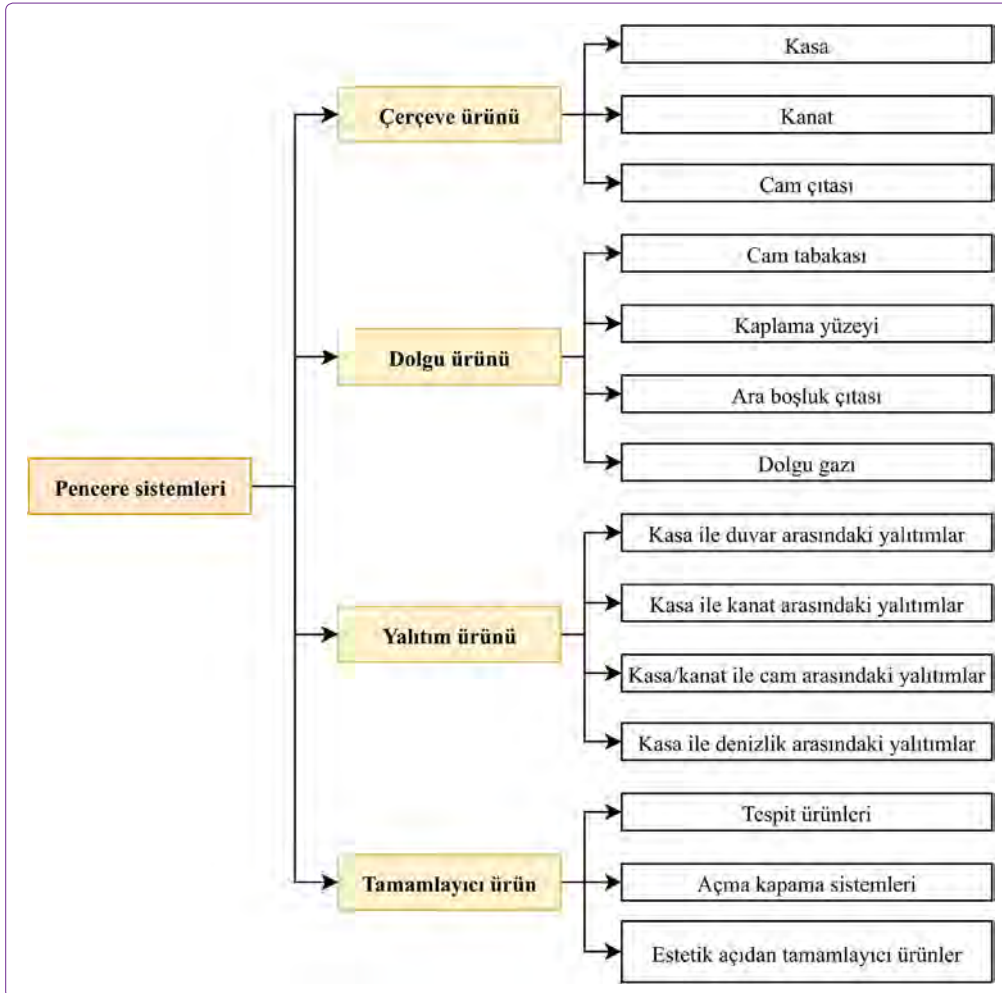 Pencere sistemleri
Çerçeve ürünü
Kasa
Kanat
Cam çıtası
Dolgu ürünü
Cam tabakası
Kaplama yüzeyi
Ara boşluk çıtası
Dolgu gazı
Yalıtım ürünü
Kasa ile duvar arasındaki yalıtımlar
Kasa ile kanat arasındaki yalıtımlar
Kasa/kanat ile cam arasındaki yalıtımlar
Kasa ile denizlik arasındaki yalıtımlar
Tamamlayıcı ürün
Tespit ürünleri
Açma kapama sistemleri
Estetik açıdan tamamlayıcı ürünler